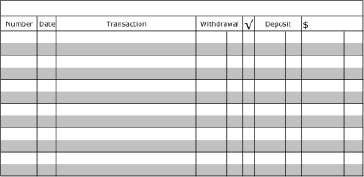 Number Date Transaction Withdrawal √ Deposit $